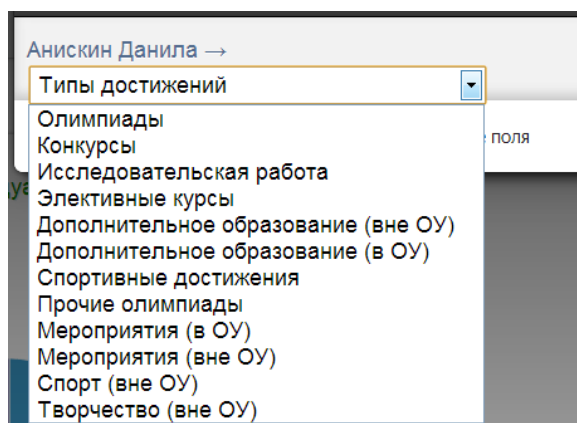 Анискин Данила →
Типы достижений
Олимпиады
Конкурсы
Исследовательская работа
Элективные курсы
Дополнительное образование (вне ОУ)
Дополнительное образование (в ОУ)
Спортивные достижения
Прочие олимпиады
Мероприятия (в ОУ)
Мероприятия (вне ОУ)
Спорт (вне ОУ)
Творчество (вне ОУ)
поля